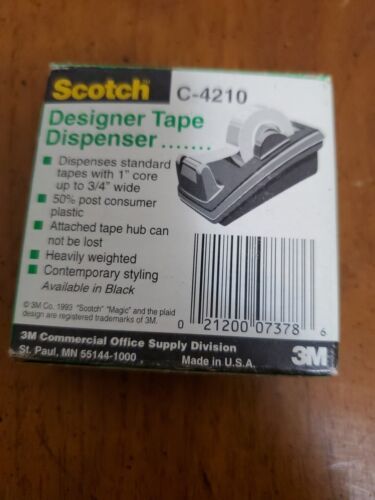 Scotch™ C-4210
Designer Tape
Dispenser .......
Dispenses standard
tapes with 1" core
up to 3/4" wide
50% post consumer
plastic
Attached tape hub can
not be lost
Heavily weighted
Contemporary styling
Available in Black
© 3M Co. 1993 "Scotch" "Magic" and the plaid
design are registered trademarks of 3M.
0 21200 07378 6
3M Commercial Office Supply Division
St. Paul, MN 55144-1000 Made in U.S.A. 3M